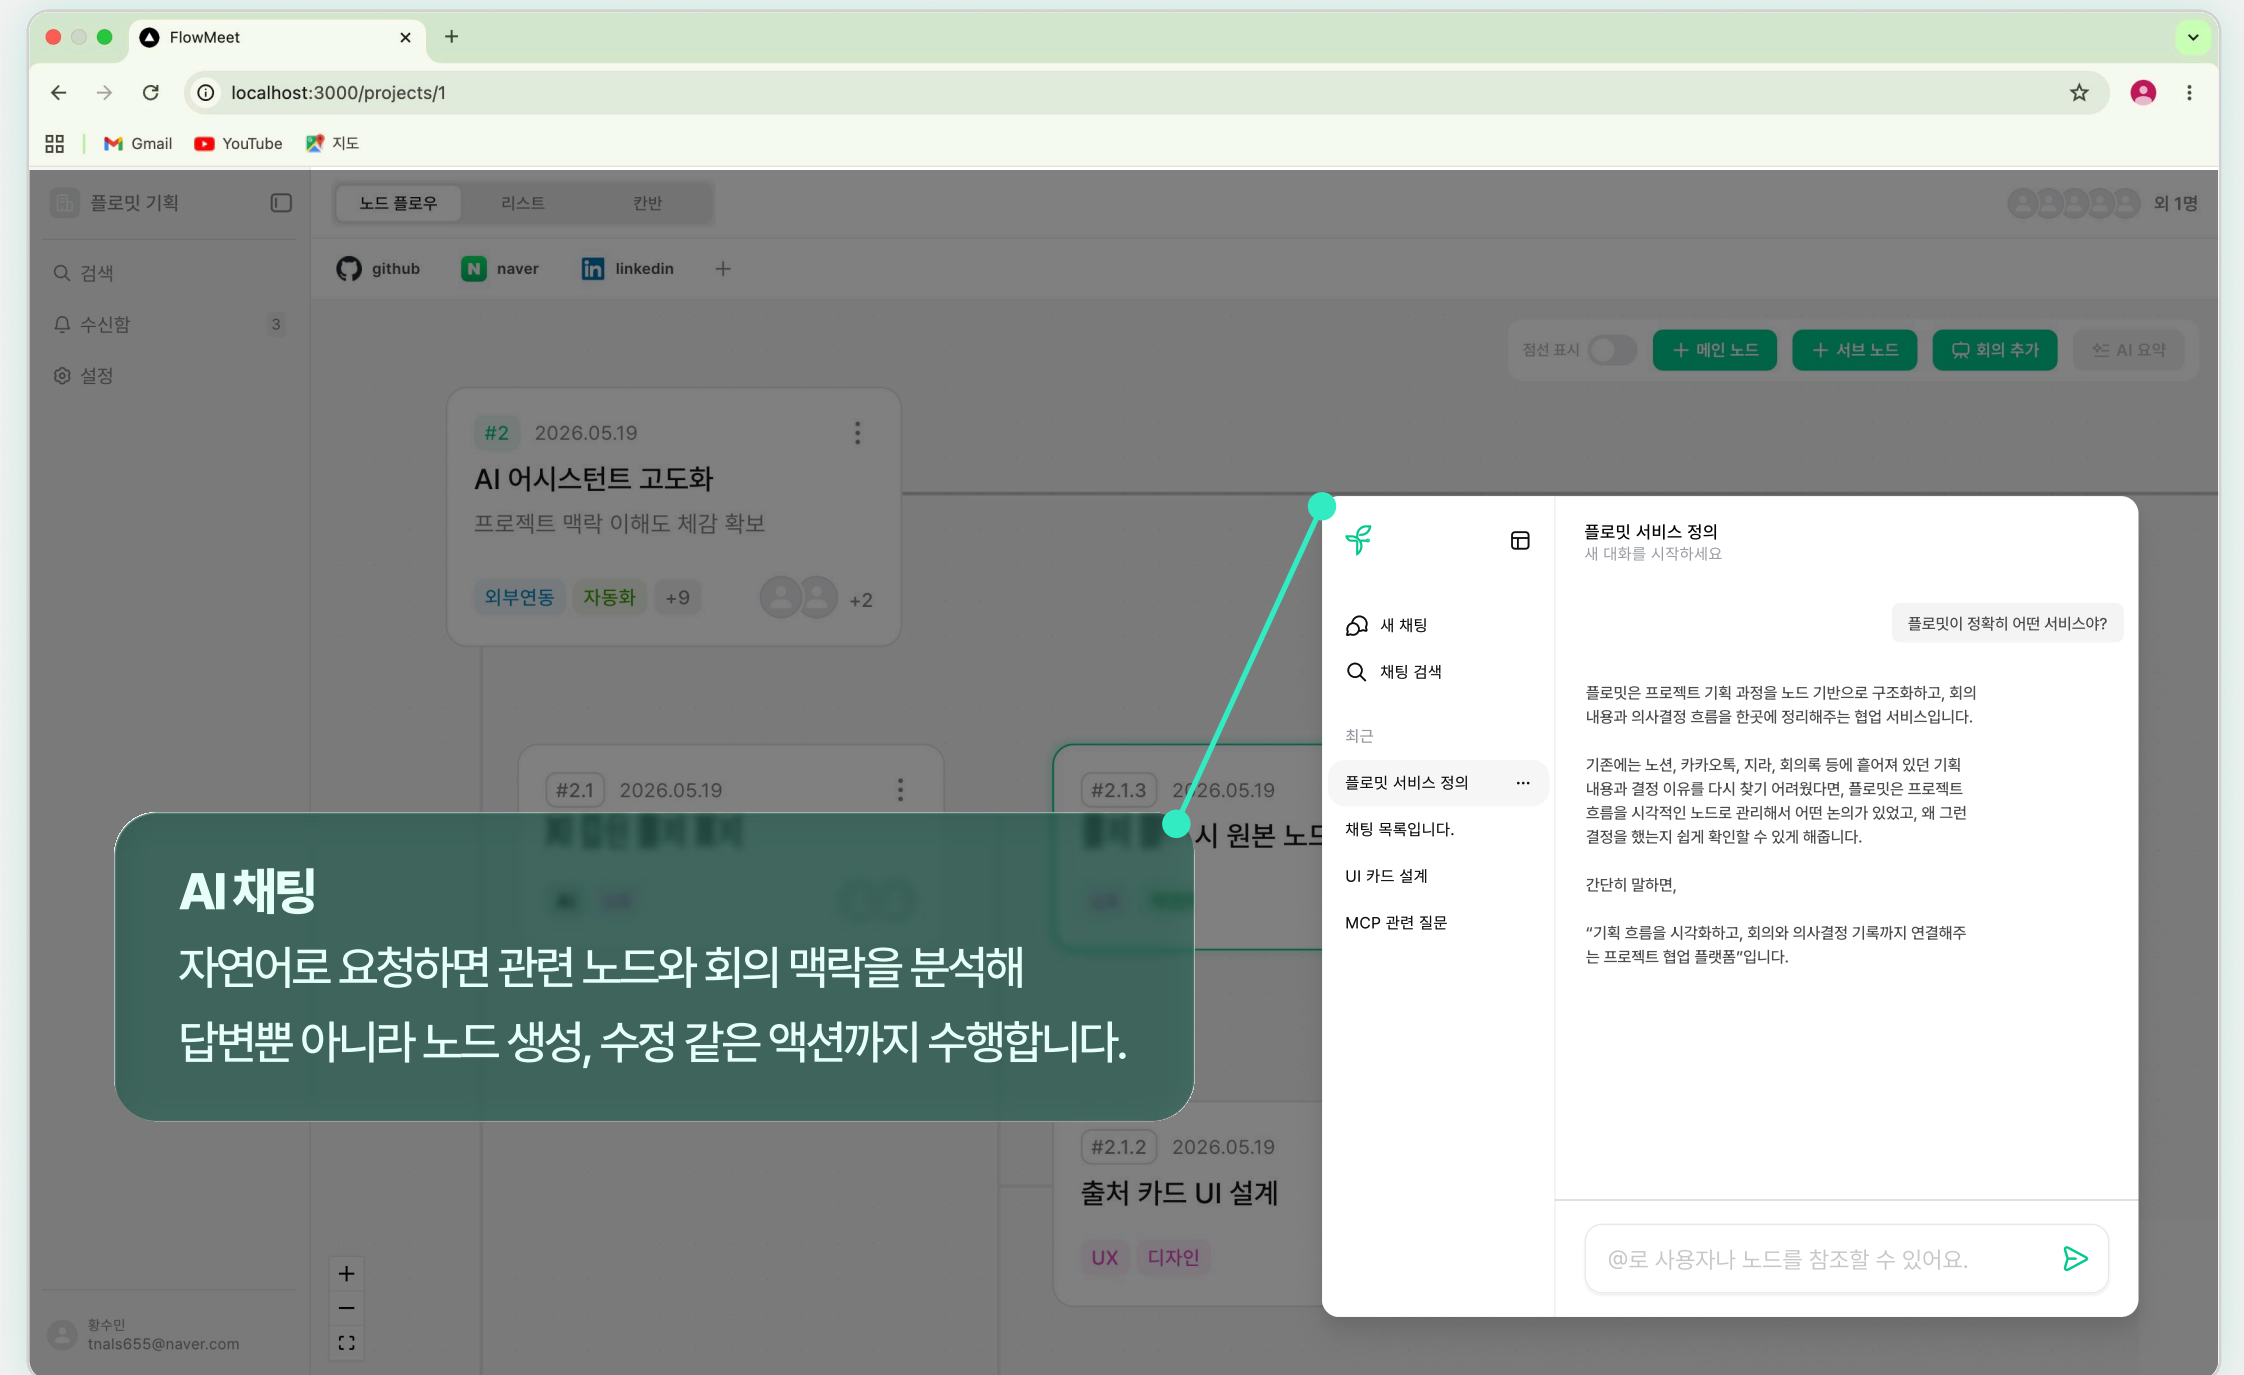 FlowMeet
localhost:3000/projects/1
Gmail
YouTube
지도
플로밋 기획
노드 플로우
리스트
칸반
외 1명
검색
github
naver
linkedin
수신함
3
설정
점선 표시
메인 노드
서브 노드
회의 추가
AI 요약
#2
2026.05.19
AI 어시스턴트 고도화
프로젝트 맥락 이해도 체감 확보
외부연동
자동화
+9
+2
#2.1
2026.05.19
#2.1.3
2026.05.19
시 원본 노드
AI 채팅
자연어로 요청하면 관련 노드와 회의 맥락을 분석해
답변뿐 아니라 노드 생성, 수정 같은 액션까지 수행합니다.
#2.1.2
2026.05.19
출처 카드 UI 설계
UX
디자인
황수민
tnals655@naver.com
새 채팅
채팅 검색
최근
플로밋 서비스 정의
채팅 목록입니다.
UI 카드 설계
MCP 관련 질문
플로밋 서비스 정의
새 대화를 시작하세요
플로밋이 정확히 어떤 서비스야?
플로밋은 프로젝트 기획 과정을 노드 기반으로 구조화하고, 회의
내용과 의사결정 흐름을 한곳에 정리해주는 협업 서비스입니다.
기존에는 노션, 카카오톡, 지라, 회의록 등에 흩어져 있던 기획
내용과 결정 이유를 다시 찾기 어려웠다면, 플로밋은 프로젝트
흐름을 시각적인 노드로 관리해서 어떤 논의가 있었고, 왜 그런
결정을 했는지 쉽게 확인할 수 있게 해줍니다.
간단히 말하면,
“기획 흐름을 시각화하고, 회의와 의사결정 기록까지 연결해주
는 프로젝트 협업 플랫폼”입니다.
@로 사용자나 노드를 참조할 수 있어요.